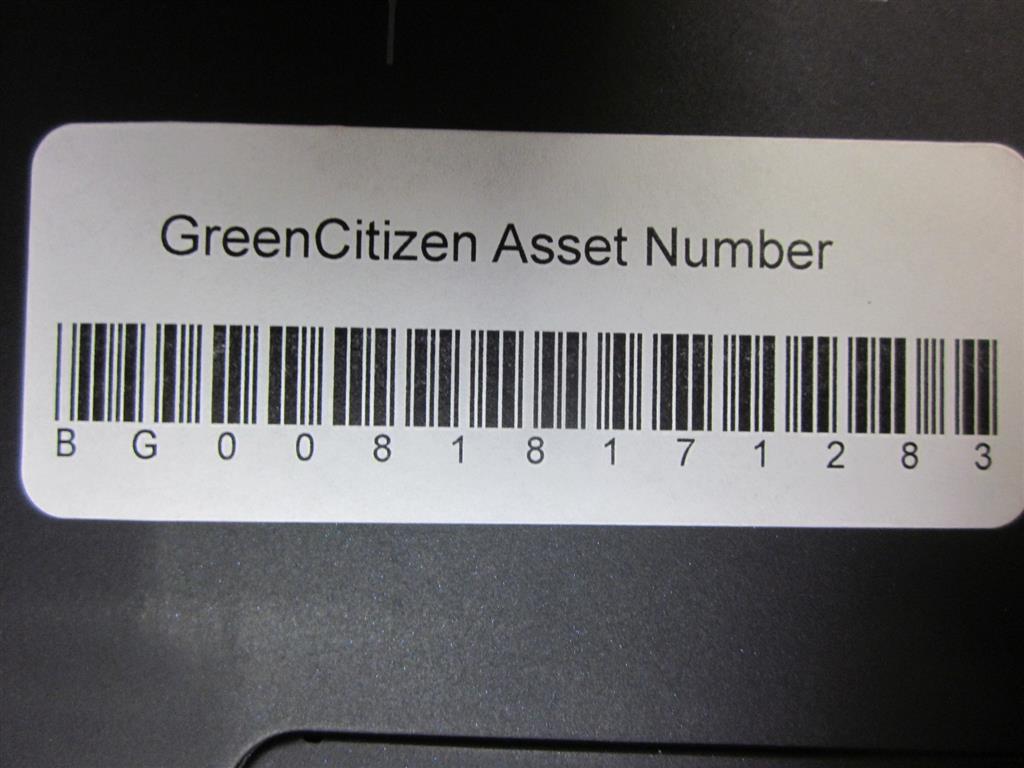 GreenCitizen Asset Number
B G 0 0 8 1 8 1 7 1 2 8 3